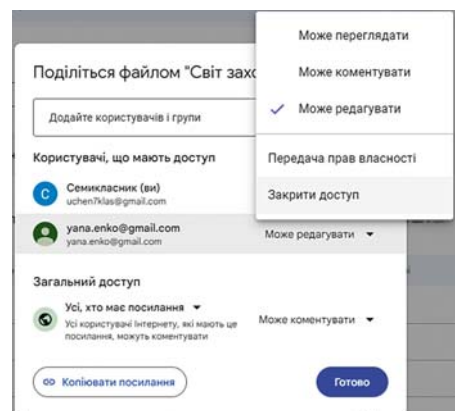 Може переглядати
Може коментувати
Може редагувати
Передача прав власності
Закрити доступ
Поділіться файлом "Світ
Додайте користувачів і групи
Користувачі, що мають доступ
С
Семикласник (ви)
uchen7klas@gmail.com
yana.enko@gmail.com
yana.enko@gmail.com
Може редагувати
Загальний доступ
Усі, хто має посилання
Усі користувачі Інтернету, які мають це
посилання, можуть коментувати
Може коментувати
Копіювати посилання
Готово